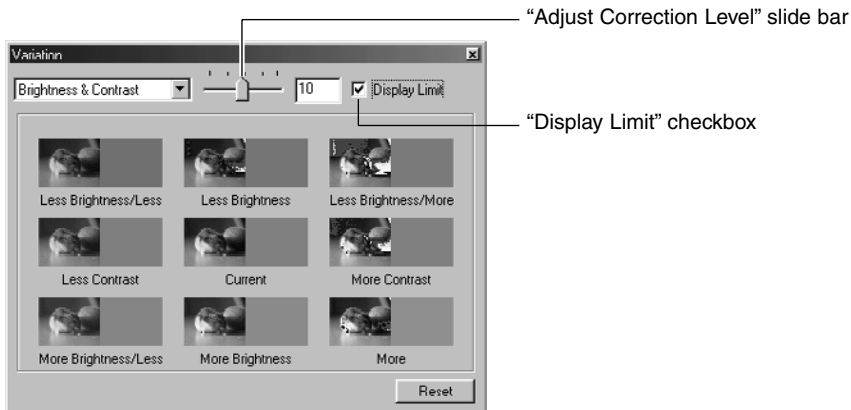 “Adjust Correction Level” slide bar
Variation
Brightness & Contrast
10
Display Limit
“Display Limit” checkbox
Less Brightness/Less
Less Brightness
Less Brightness/More
Less Contrast
Current
More Contrast
More Brightness/Less
More Brightness
More
Reset